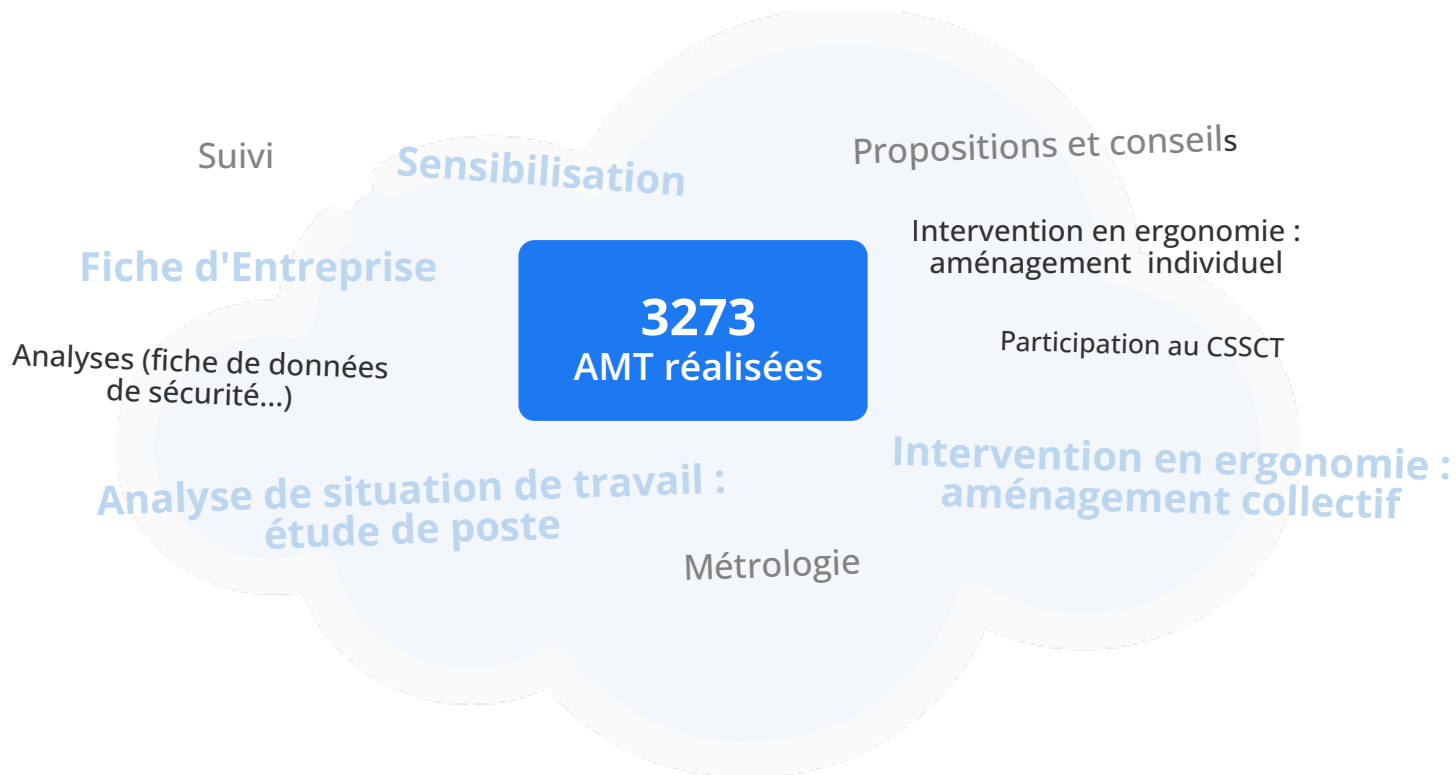 Suivi
Sensibilisation
Propositions et conseils
Fiche d'Entreprise
Intervention en ergonomie :
aménagement individuel
3273
AMT réalisées
Participation au CSSCT
Analyses (fiche de données
de sécurité...)
Analyse de situation de travail :
étude de poste
Intervention en ergonomie :
aménagement collectif
Métrologie